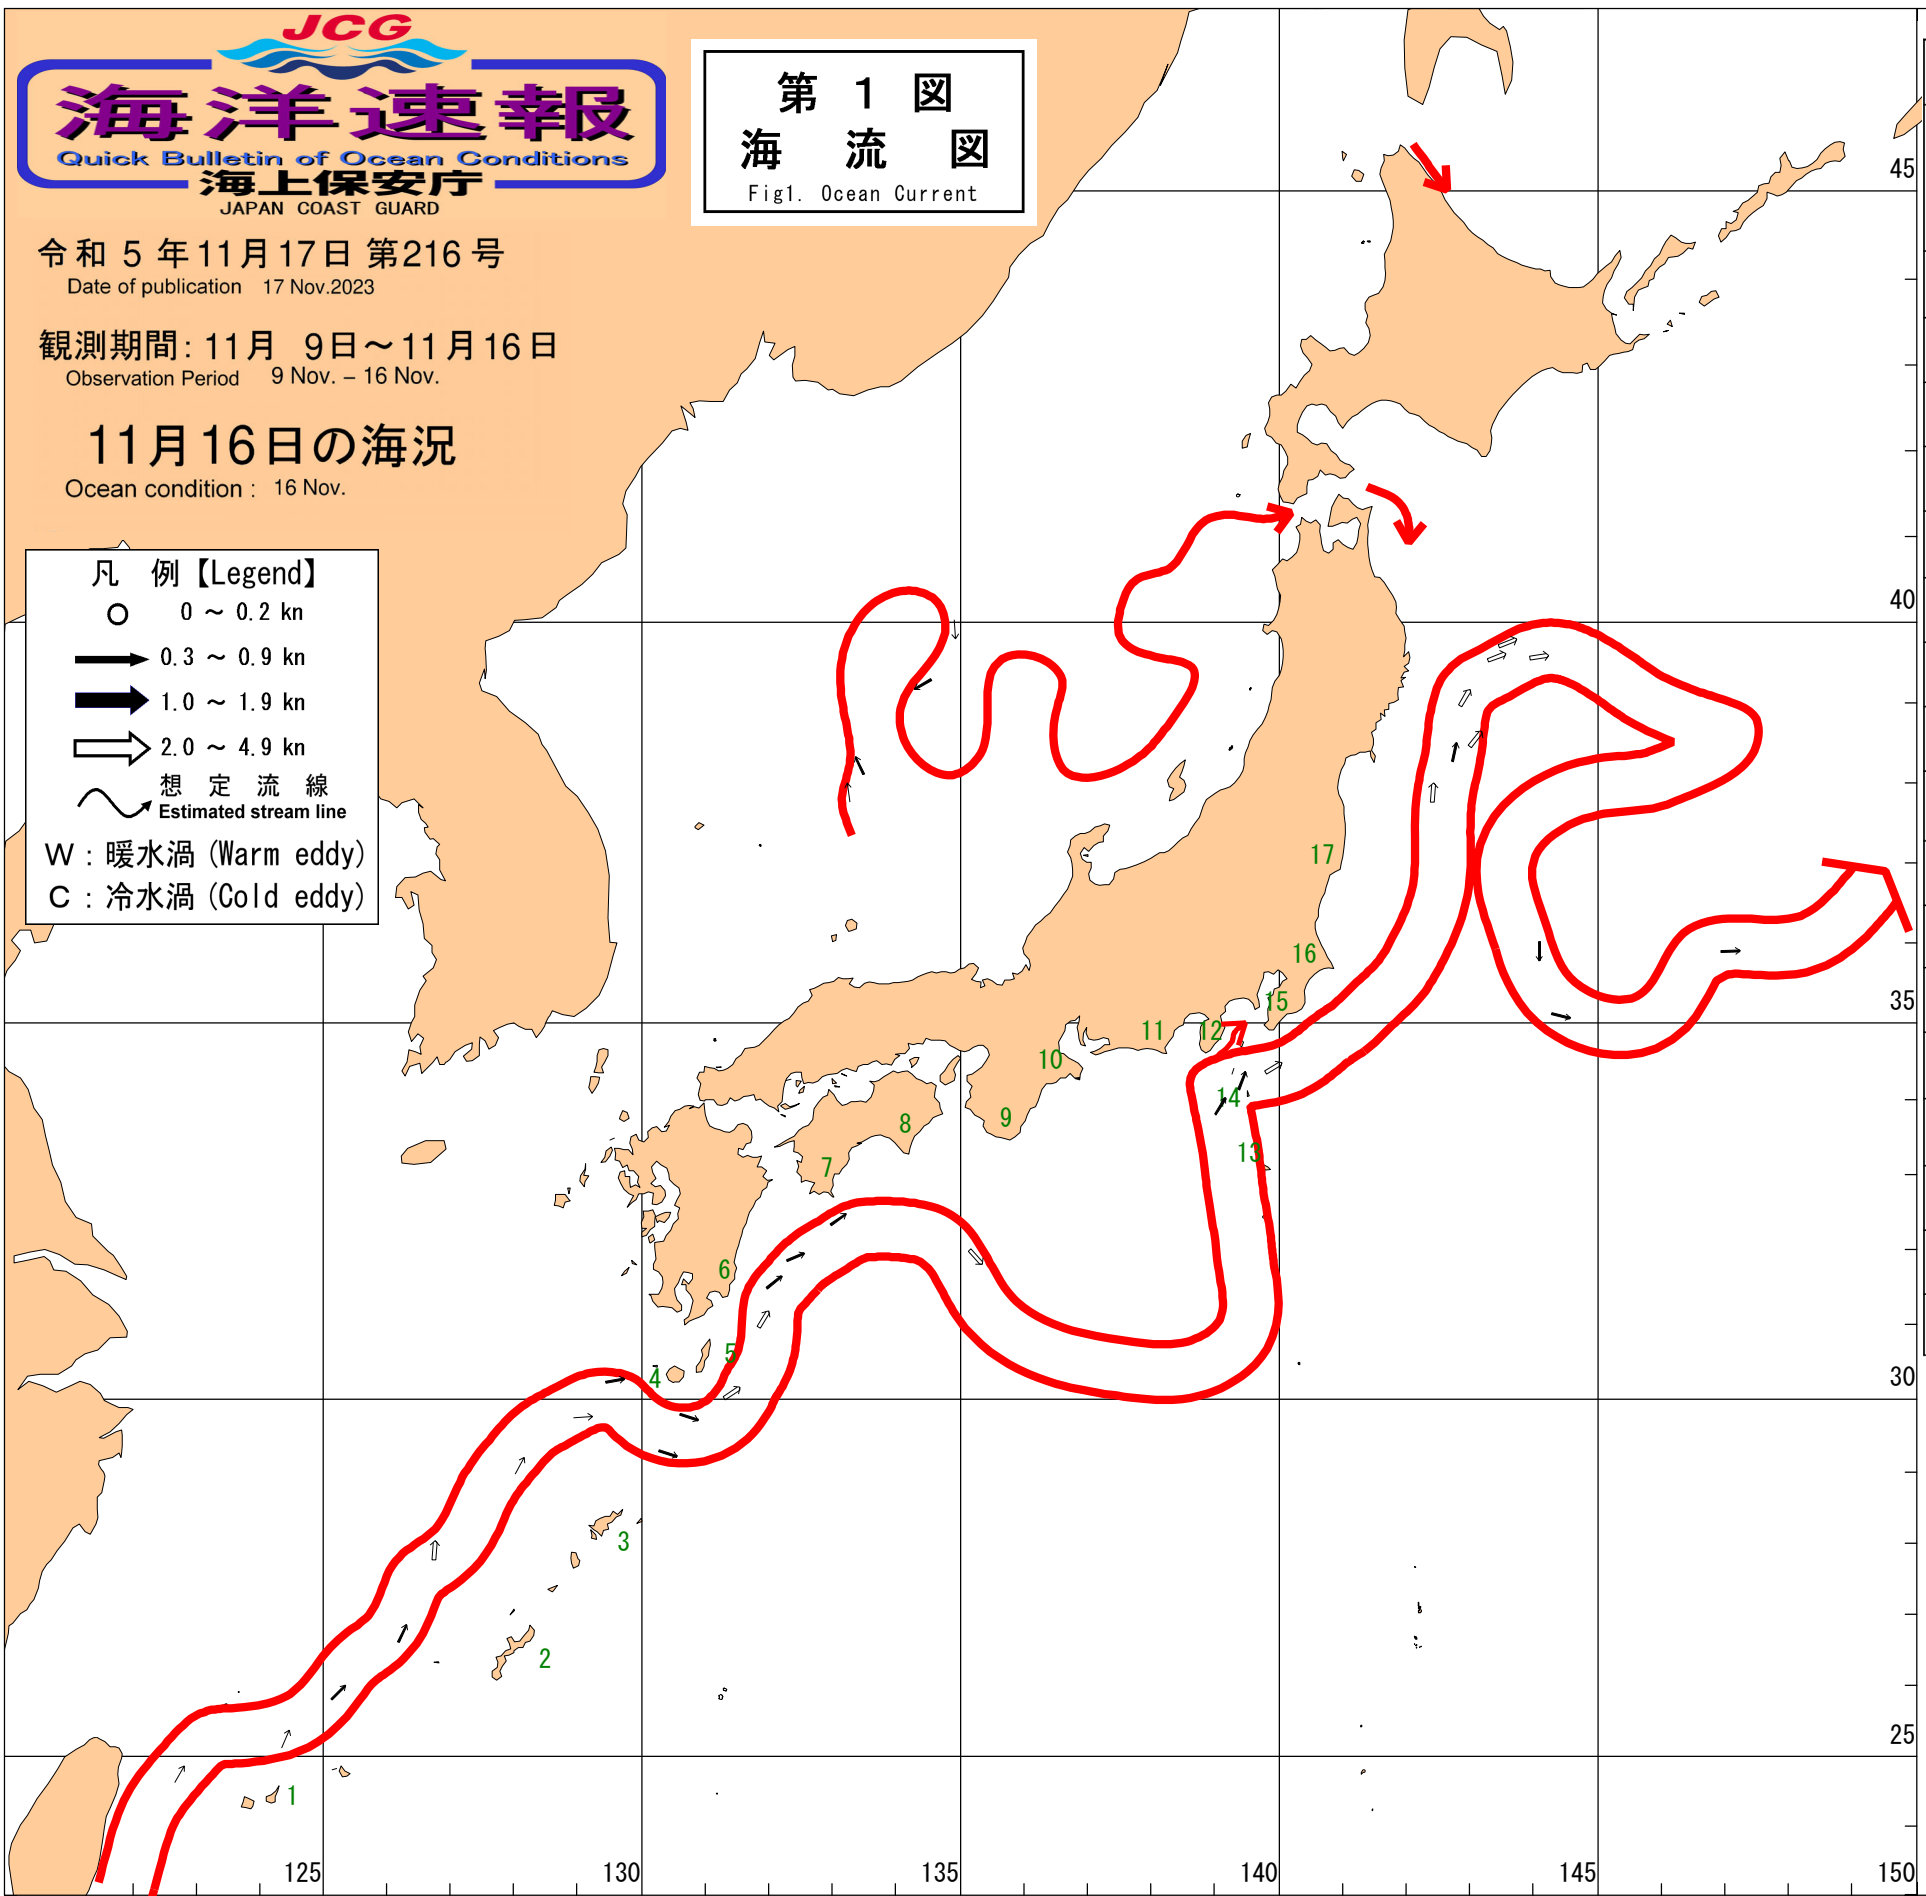 JCG
海洋速報
Quick Bulletin of Ocean Conditions
海上保安庁
JAPAN COAST GUARD
令和 5 年11月17日 第216号
Date of publication 17 Nov.2023
観測期間: 11月 9日～11月16日
Observation Period 9 Nov. – 16 Nov.
11月16日の海況
Ocean condition : 16 Nov.
第 1 図
海 流 図
Fig1. Ocean Current
凡 例【Legend】
0 ～ 0.2 kn
0.3 ～ 0.9 kn
1.0 ～ 1.9 kn
2.0 ～ 4.9 kn
想 定 流 線
Estimated stream line
W : 暖水渦 (Warm eddy)
C : 冷水渦 (Cold eddy)
45
40
17
16
35
15
12
11
10
14
9
8
13
7
6
5
4
30
3
2
25
1
125
130
135
140
145
150